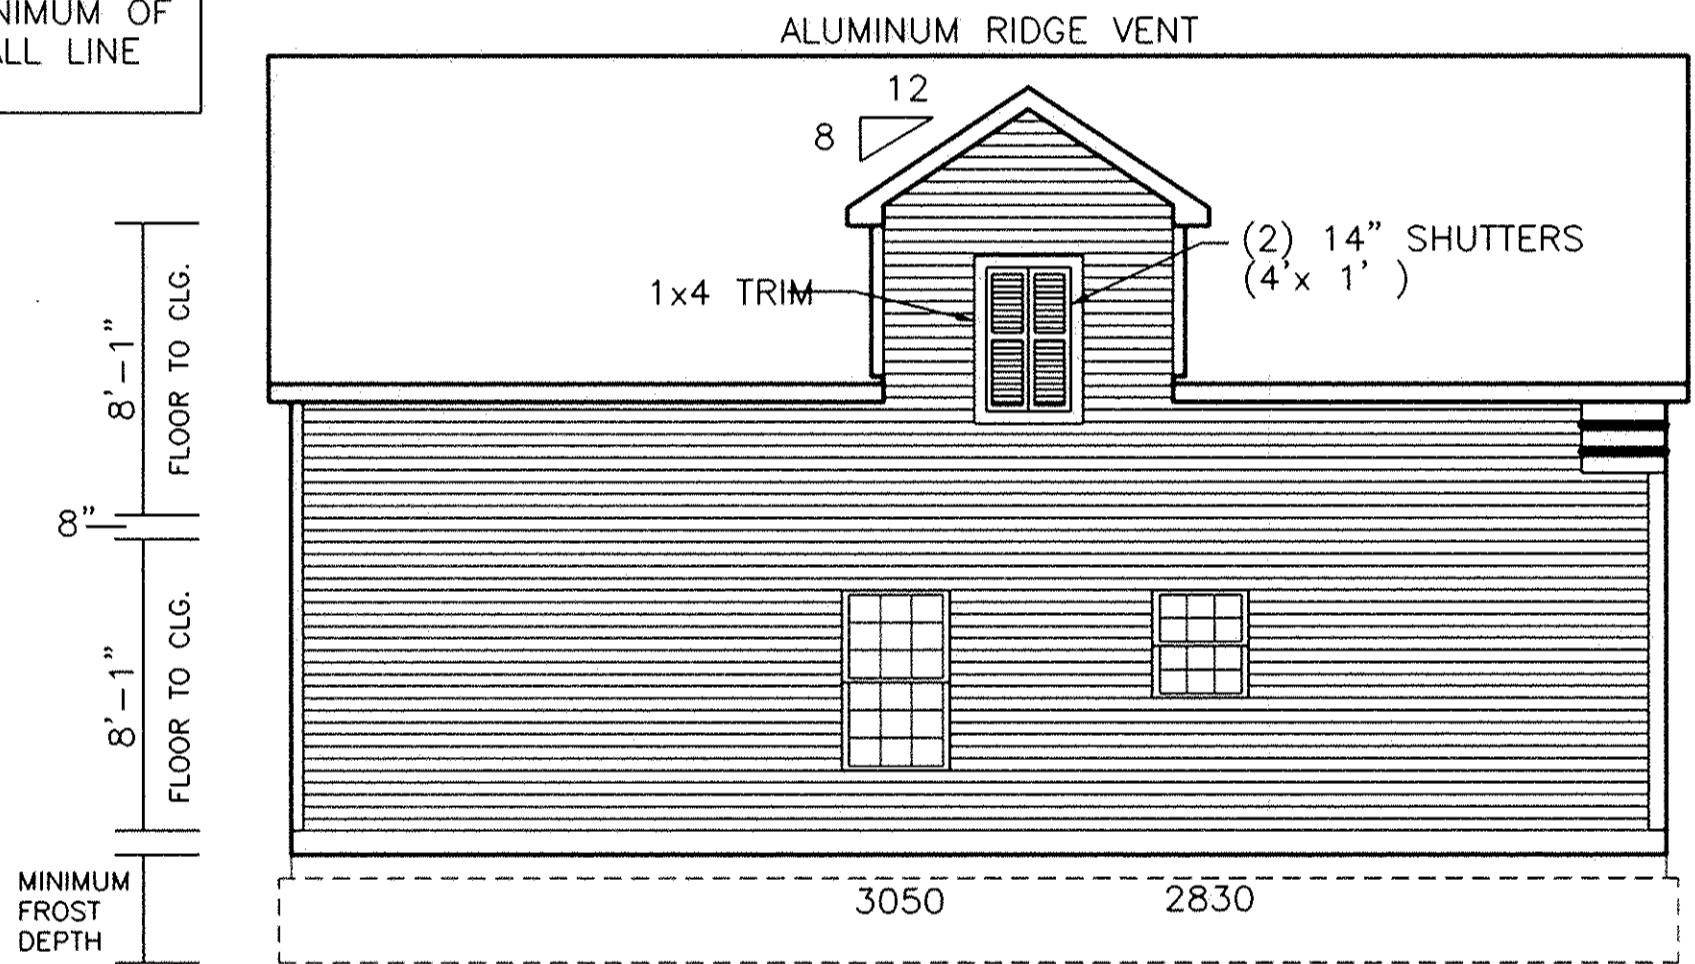 NIMUM OF
ALL LINE
ALUMINUM RIDGE VENT
12
8
(2) 14" SHUTTERS
(4'x 1' )
1x4 TRIM
8'-1"
FLOOR TO CLG.
8"
8'-1"
FLOOR TO CLG.
MINIMUM
FROST
DEPTH
3050
2830